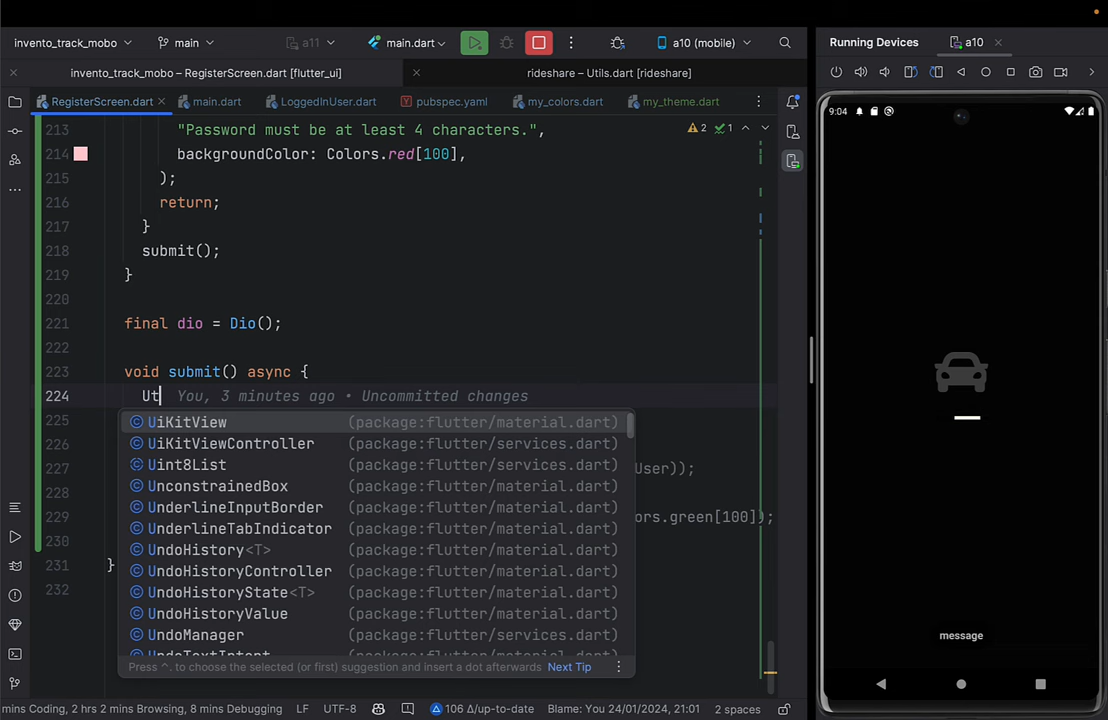 invento_track_mobo
main
a11
main.dart
a10 (mobile)
Running Devices
a10
invento_track_mobo – RegisterScreen.dart [flutter_ui]
rideshare – Utils.dart [rideshare]
RegisterScreen.dart
main.dart
LoggedInUser.dart
pubspec.yaml
my_colors.dart
my_theme.dart
213 "Password must be at least 4 characters.",
2
1
214 backgroundColor: Colors.red[100],
215 );
216 return;
217 }
218 submit();
219 }
220
221 final dio = Dio();
222
223 void submit() async {
224 Ut You, 3 minutes ago • Uncommitted changes
225
226
227 User));
228
229 ors.green[100]);
230
231 }
232
UiKitView (package:flutter/material.dart)
UiKitViewController (package:flutter/services.dart)
Uint8List (package:flutter/services.dart)
UnconstrainedBox (package:flutter/material.dart)
UnderlineInputBorder (package:flutter/material.dart)
UnderlineTabIndicator (package:flutter/material.dart)
UndoHistory<T> (package:flutter/material.dart)
UndoHistoryController (package:flutter/material.dart)
UndoHistoryState<T> (package:flutter/material.dart)
UndoHistoryValue (package:flutter/material.dart)
UndoManager (package:flutter/services.dart)
UndoTextIntent (package:flutter/material.dart)
Press ^. to choose the selected (or first) suggestion and insert a dot afterwards Next Tip
9:04
message
mins Coding, 2 hrs 2 mins Browsing, 8 mins Debugging
LF
UTF-8
106 Δ/up-to-date
Blame: You 24/01/2024, 21:01
2 spaces